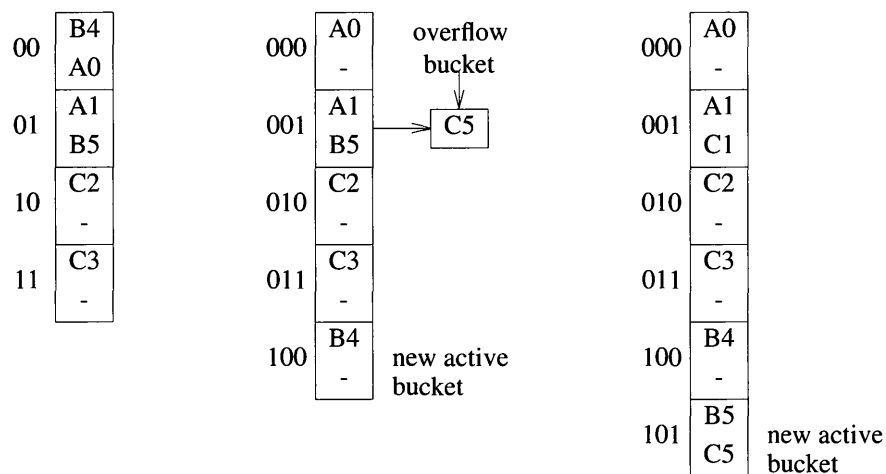 00
B4
A0
01
A1
B5
10
C2
-
11
C3
-
000
A0
-
overflow
bucket
001
A1
B5
C5
010
C2
-
011
C3
-
100
B4
-
new active
bucket
000
A0
-
001
A1
C1
010
C2
-
011
C3
-
100
B4
-
101
B5
C5
new active
bucket